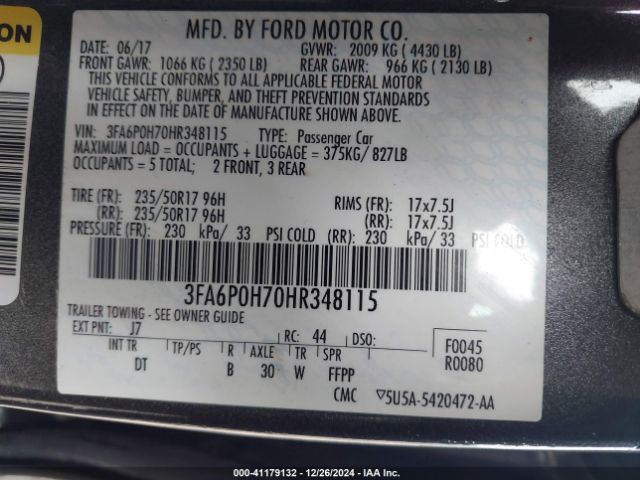 ON
MFD. BY FORD MOTOR CO.
DATE: 06/17 GVWR: 2009 KG ( 4430 LB)
FRONT GAWR: 1066 KG ( 2350 LB) REAR GAWR: 966 KG ( 2130 LB)
THIS VEHICLE CONFORMS TO ALL APPLICABLE FEDERAL MOTOR
VEHICLE SAFETY, BUMPER, AND THEFT PREVENTION STANDARDS
IN EFFECT ON THE DATE OF MANUFACTURE SHOWN ABOVE.
VIN: 3FA6P0H70HR348115 TYPE: Passenger Car
MAXIMUM LOAD = OCCUPANTS + LUGGAGE = 375KG/ 827LB
OCCUPANTS = 5 TOTAL; 2 FRONT, 3 REAR
TIRE (FR): 235/50R17 96H RIMS (FR): 17x7.5J
(RR): 235/50R17 96H (RR): 17x7.5J
PRESSURE (FR): 230 kPa/ 33 PSI COLD (RR): 230 kPa/ 33 PSI COLD
3FA6P0H70HR348115
TRAILER TOWING - SEE OWNER GUIDE
EXT PNT: J7 RC: 44 DSO: F0045
INT TR TP/PS R AXLE TR SPR R0080
DT B 30 W FFPP
CMC ▽5U5A-5420472-AA
000-41179132 - 12/26/2024 - IAA Inc.